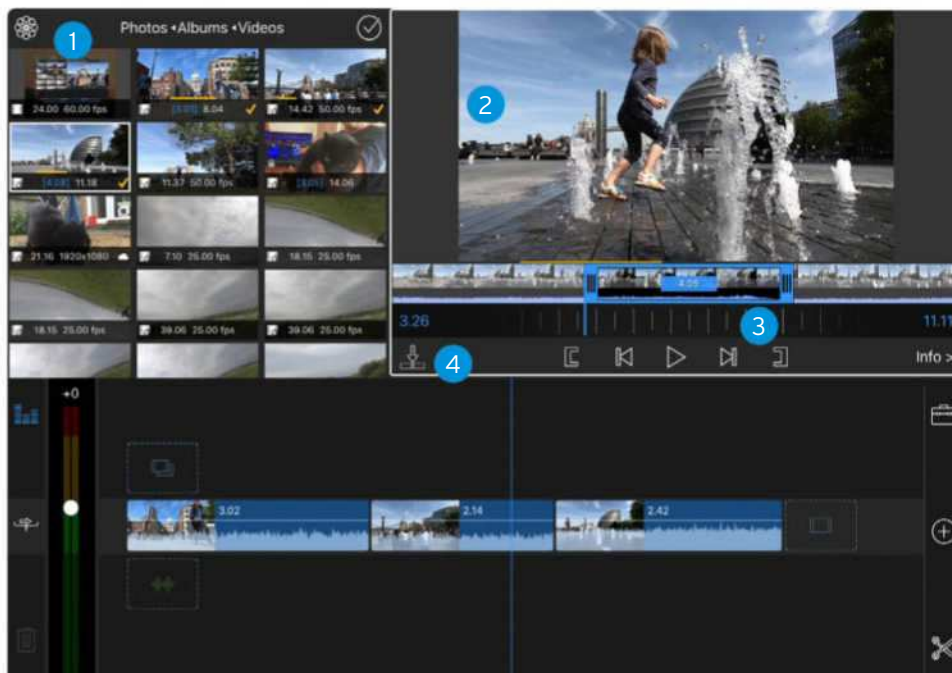 Photos ◂Albums ◂Videos
1
24.00 60.00 fps
8.04
14.42 50.00 fps
[4.09] 11.18
11.37 50.00 fps
14.06
21.16 1920x1080
7.10 25.00 fps
18.15 25.00 fps
18.15 25.00 fps
39.06 25.00 fps
39.06 25.00 fps
2
3.26
3
11.11
4
Info >
+0
3.02
2.14
2.42